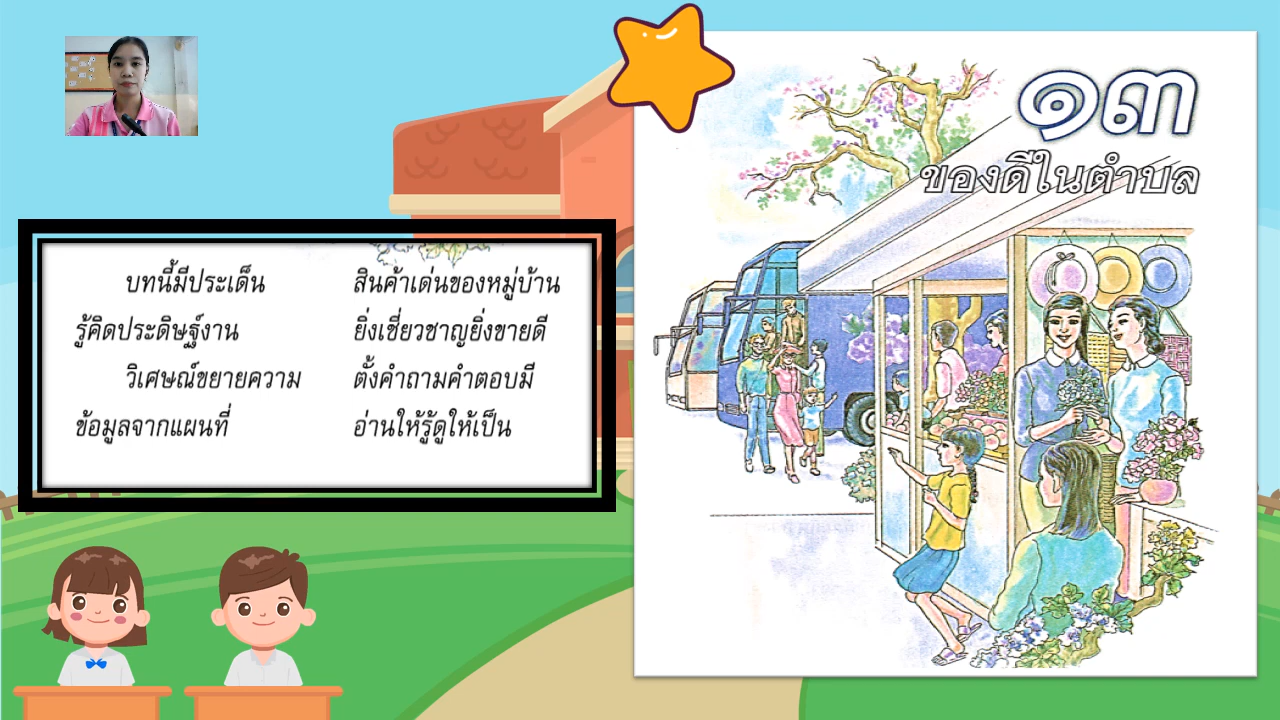 บทนี้มีประเด็น สินค้าเด่นของหมู่บ้าน
รู้คิดประดิษฐ์งาน ยิ่งเชี่ยวชาญยิ่งขายดี
วิเศษณ์ขยายความ ตั้งคำถามคำตอบมี
ข้อมูลจากแผนที่ อ่านให้รู้ดูให้เป็น
๑๓
ของดีในตำบล